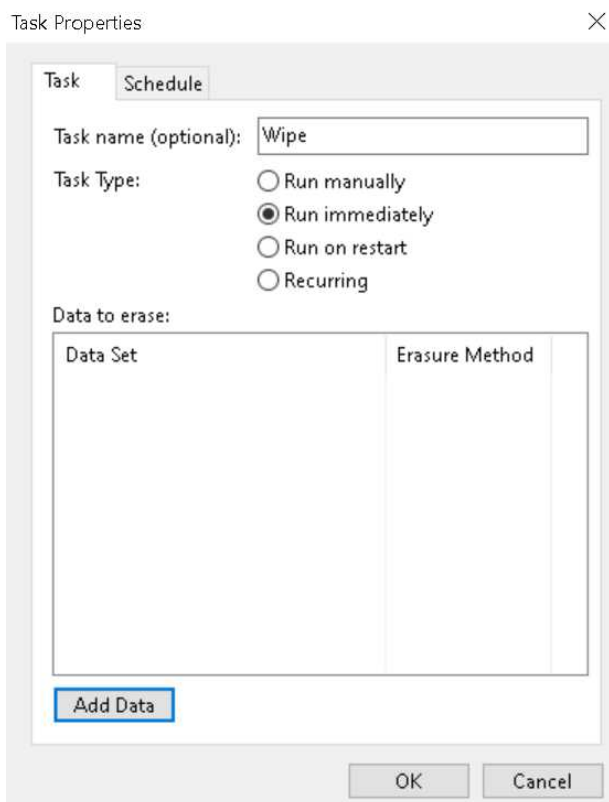 Task Properties
Task Schedule
Task name (optional): Wipe
Task Type: Run manually
Run immediately
Run on restart
Recurring
Data to erase:
Data Set Erasure Method
Add Data
OK Cancel